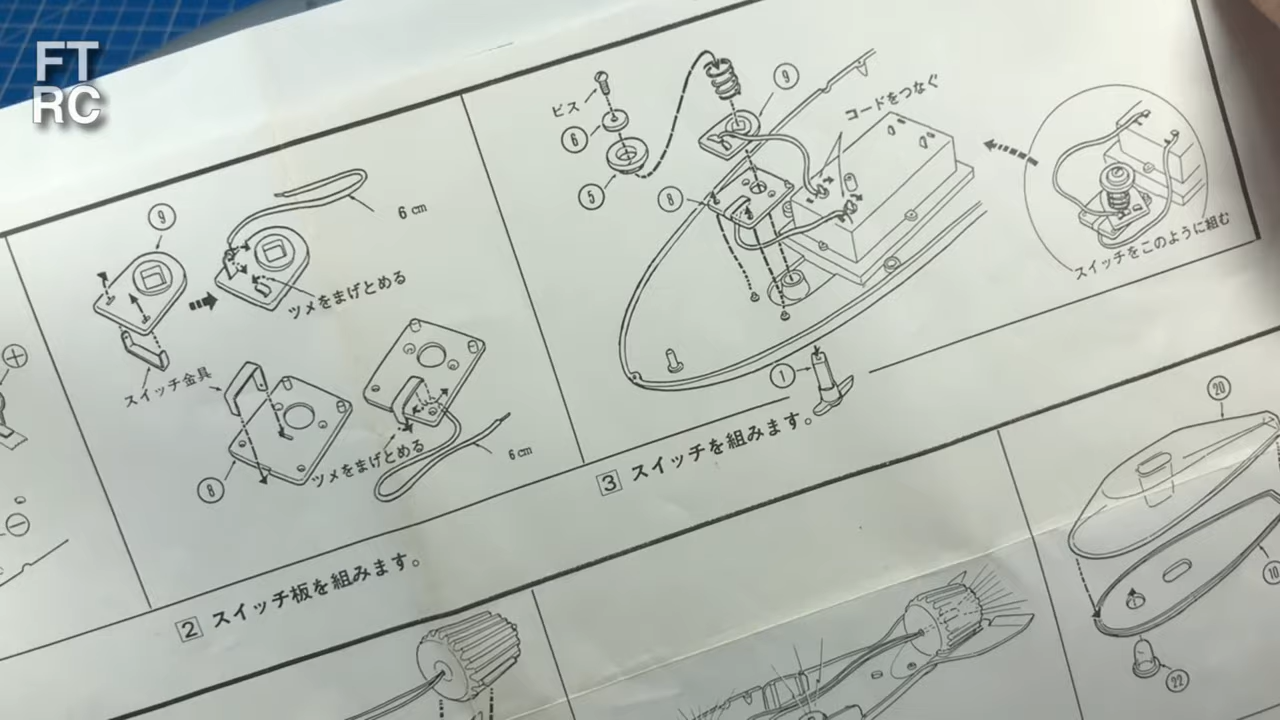 FT
RC
9
6 cm
ツメをまげとめる
スイッチ金具
8
ツメをまげとめる
6 cm
2 スイッチ板を組みます。
ビス
6
5
9
8
コードをつなぐ
スイッチをこのように組む
1
3 スイッチを組みます。
20
10
22
+
−